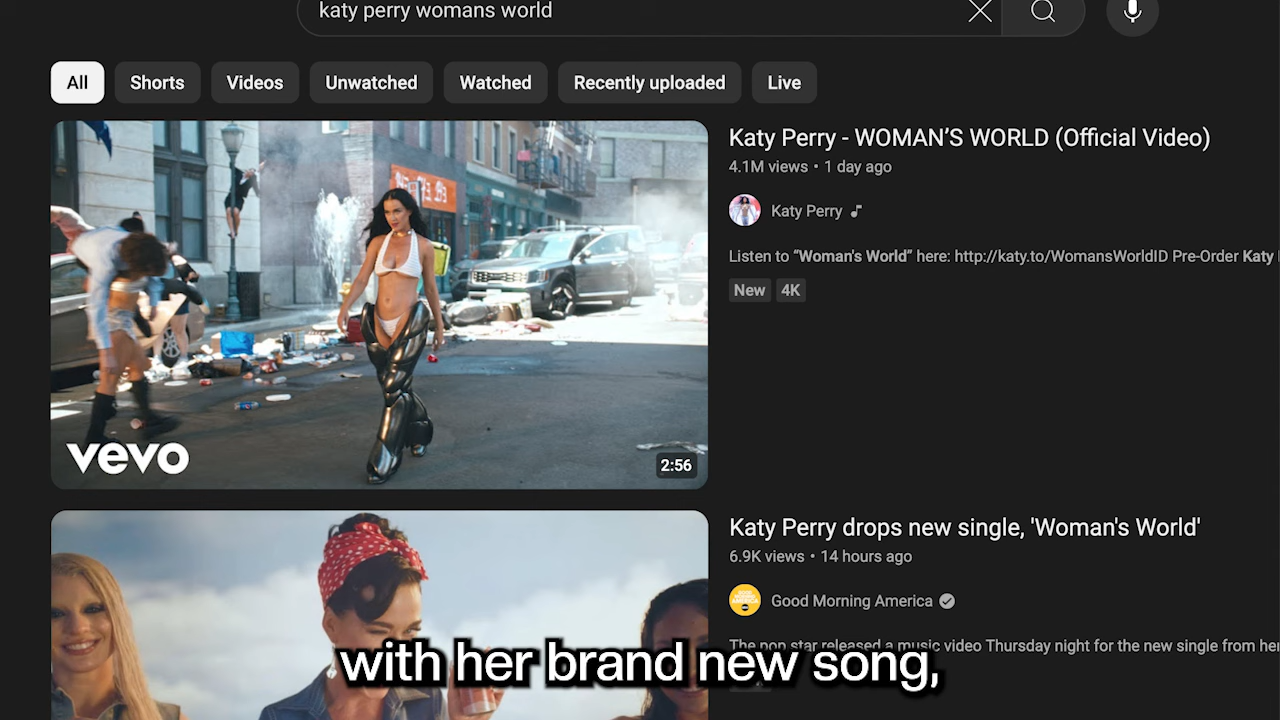 katy perry womans world
All Shorts Videos Unwatched Watched Recently uploaded Live
Katy Perry - WOMAN’S WORLD (Official Video)
4.1M views • 1 day ago
Katy Perry
Listen to “Woman's World” here: http://katy.to/WomansWorldID Pre-Order Katy
New 4K
vevo
2:56
Katy Perry drops new single, 'Woman's World'
6.9K views • 14 hours ago
GOOD MORNING AMERICA
Good Morning America
The pop star released a music video Thursday night for the new single from her
with her brand new song,